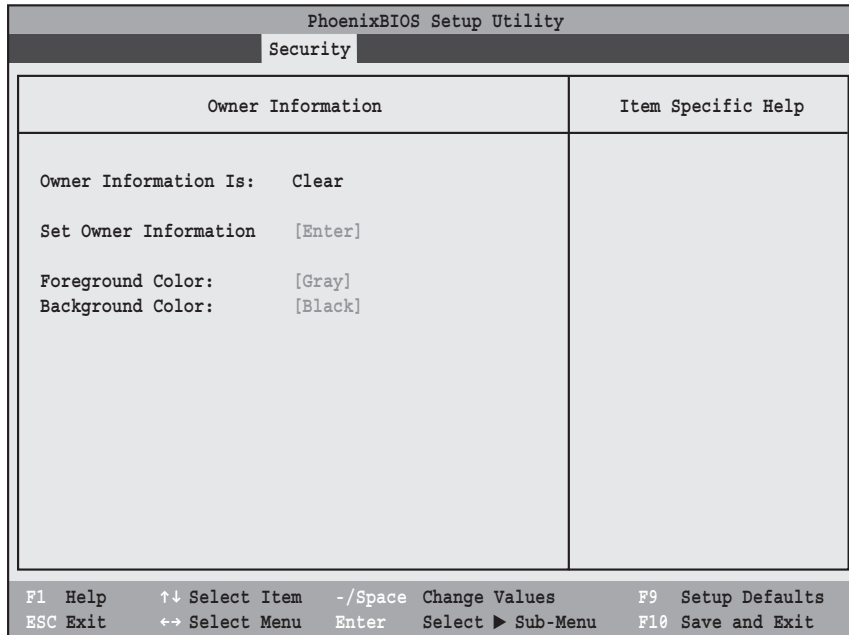 PhoenixBIOS Setup Utility
Security
Owner Information
Item Specific Help
Owner Information Is: Clear
Set Owner Information [Enter]
Foreground Color: [Gray]
Background Color: [Black]
F1 Help ↑↓ Select Item -/Space Change Values F9 Setup Defaults
ESC Exit ←→ Select Menu Enter Select ▶ Sub-Menu F10 Save and Exit